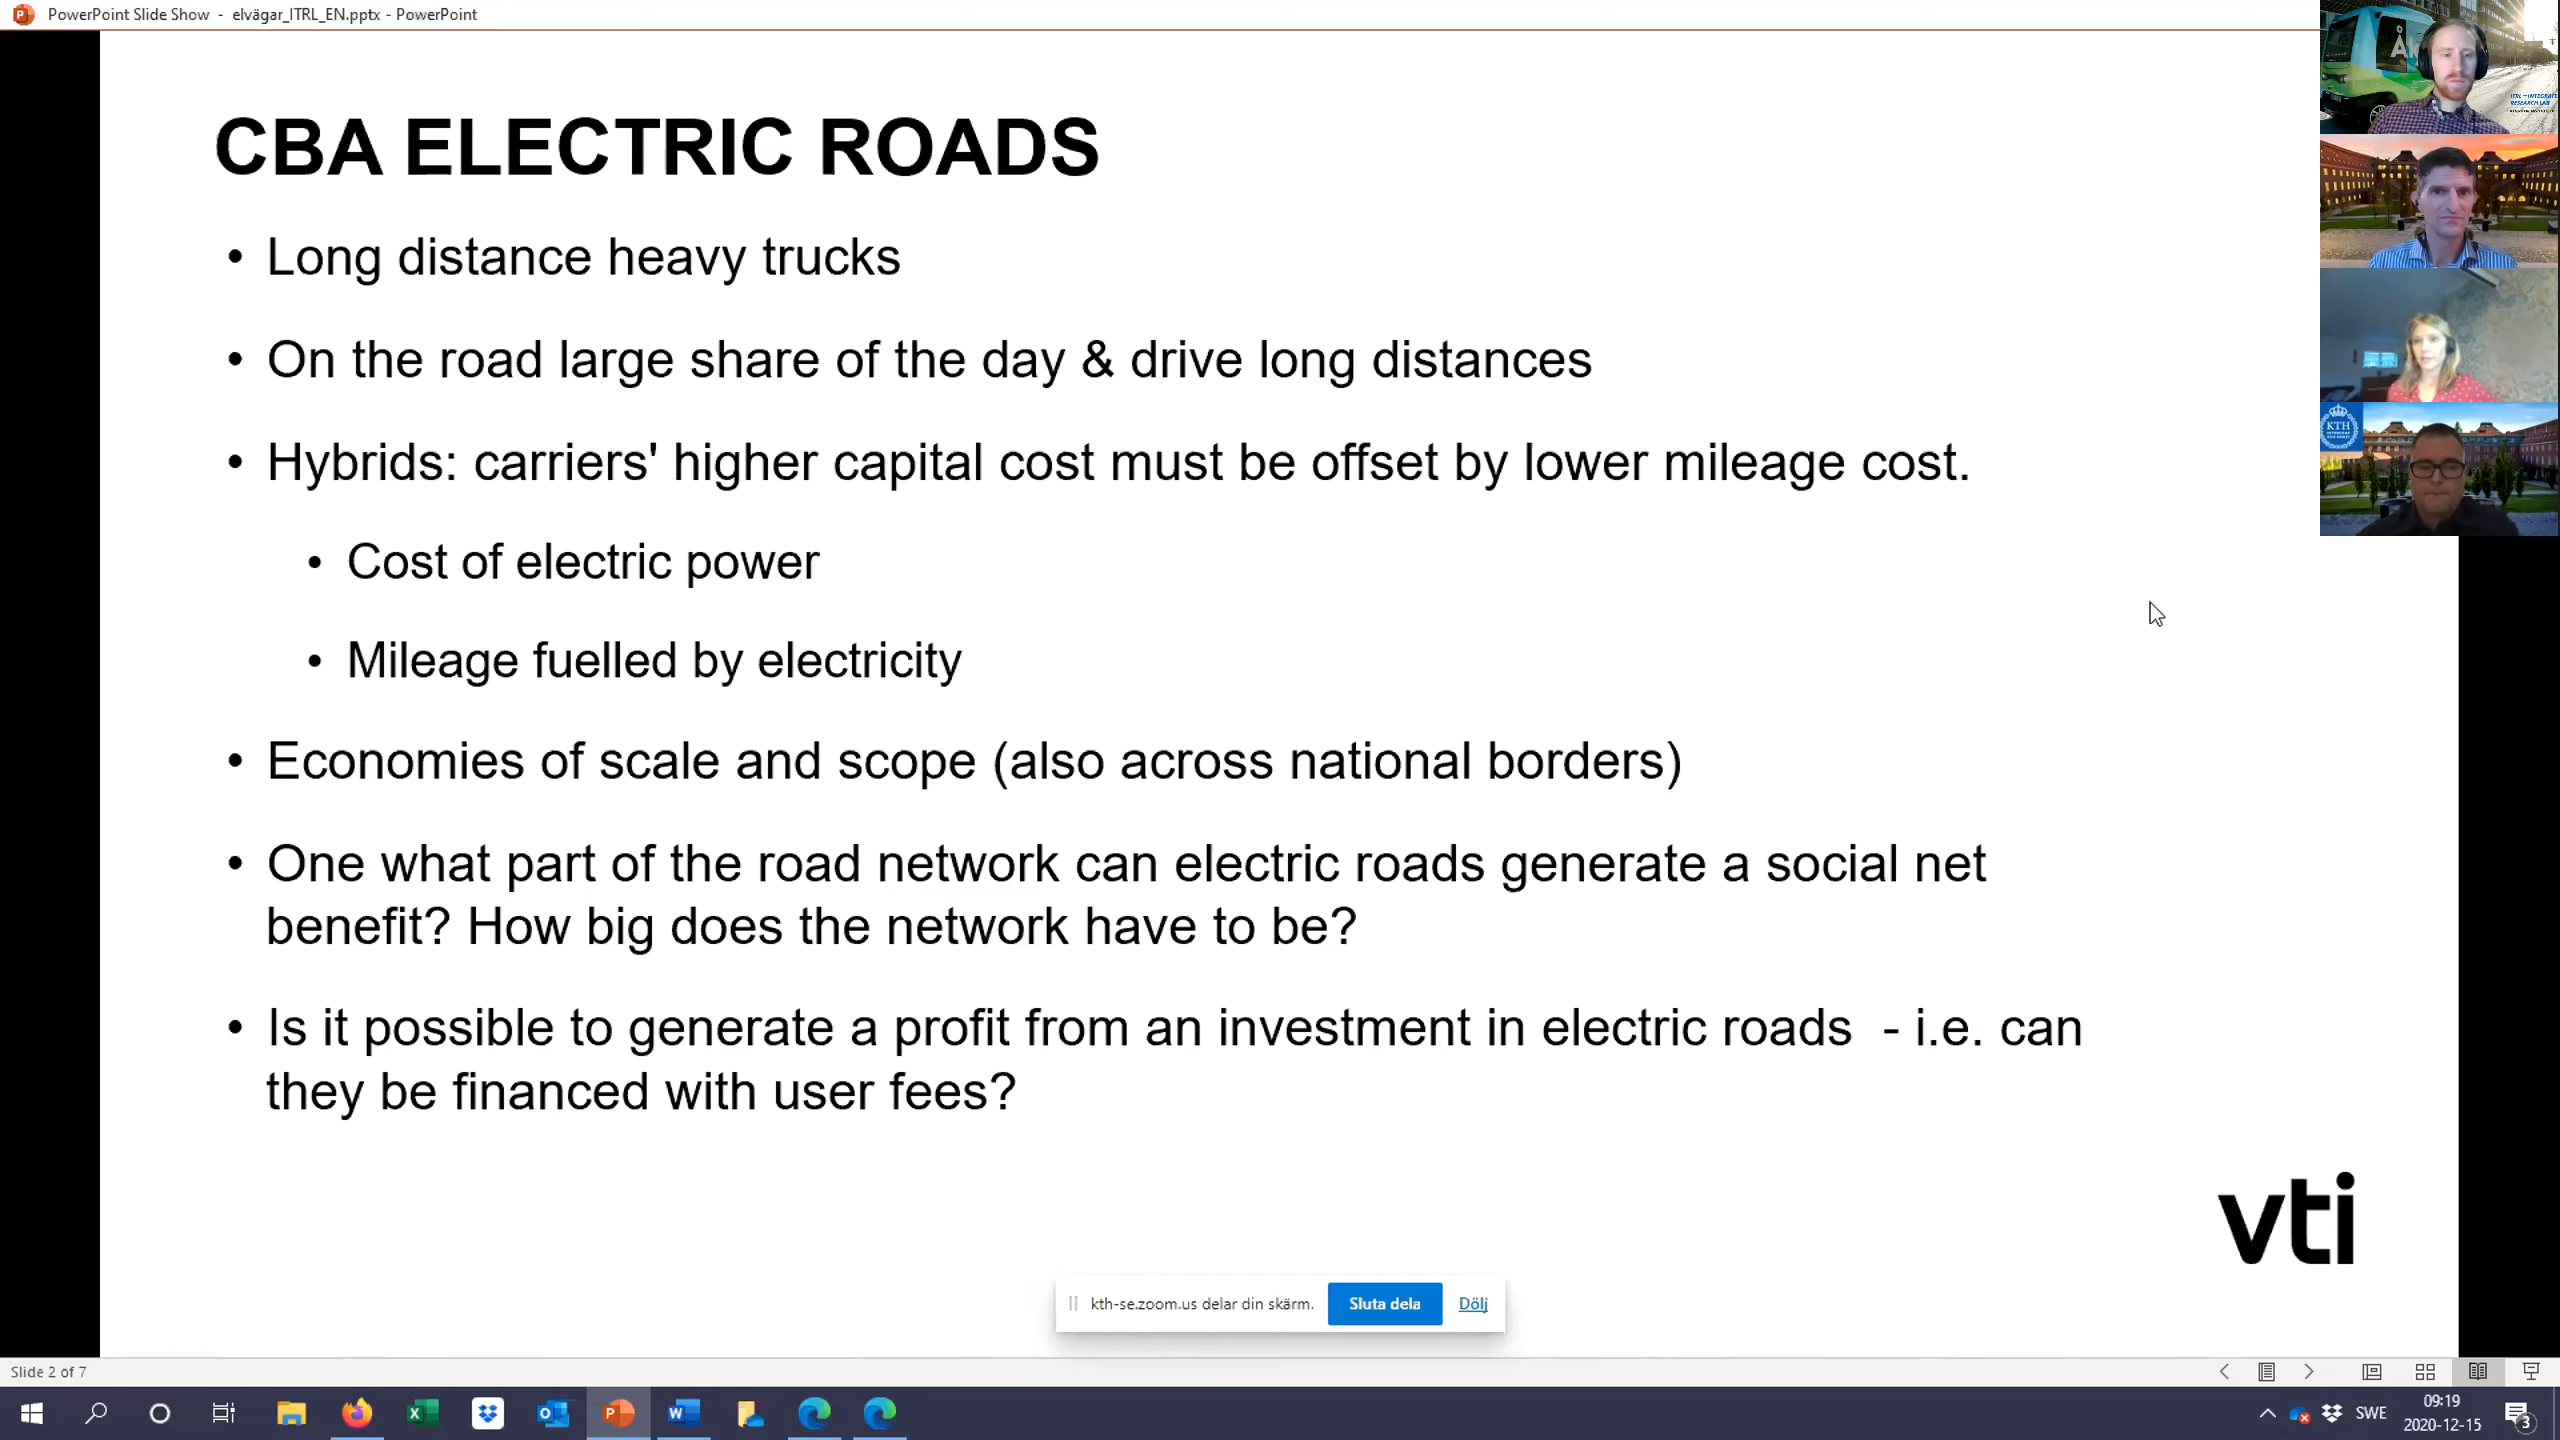 PowerPoint Slide Show - elvägar_ITRL_EN.pptx - PowerPoint
CBA ELECTRIC ROADS
• Long distance heavy trucks
• On the road large share of the day & drive long distances
• Hybrids: carriers' higher capital cost must be offset by lower mileage cost.
• Cost of electric power
• Mileage fuelled by electricity
• Economies of scale and scope (also across national borders)
• One what part of the road network can electric roads generate a social net
benefit? How big does the network have to be?
• Is it possible to generate a profit from an investment in electric roads - i.e. can
they be financed with user fees?
vti
kth-se.zoom.us delar din skärm. Sluta dela Dölj
Slide 2 of 7
SWE
09:19
2020-12-15
3
KTH